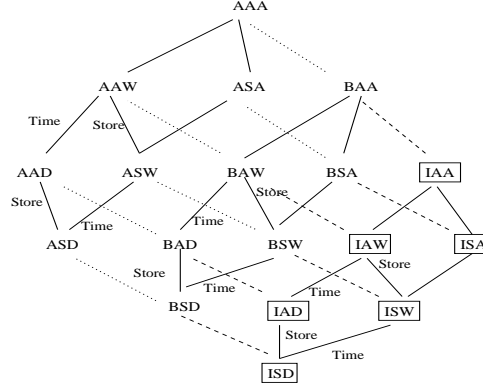 AAA
AAW ASA BAA
Time Store
AAD ASW BAW BSA IAA
Store Time Time Store
ASD BAD BSW IAW ISA
Store Time Time Store
BSD IAD ISW
Store Time
ISD